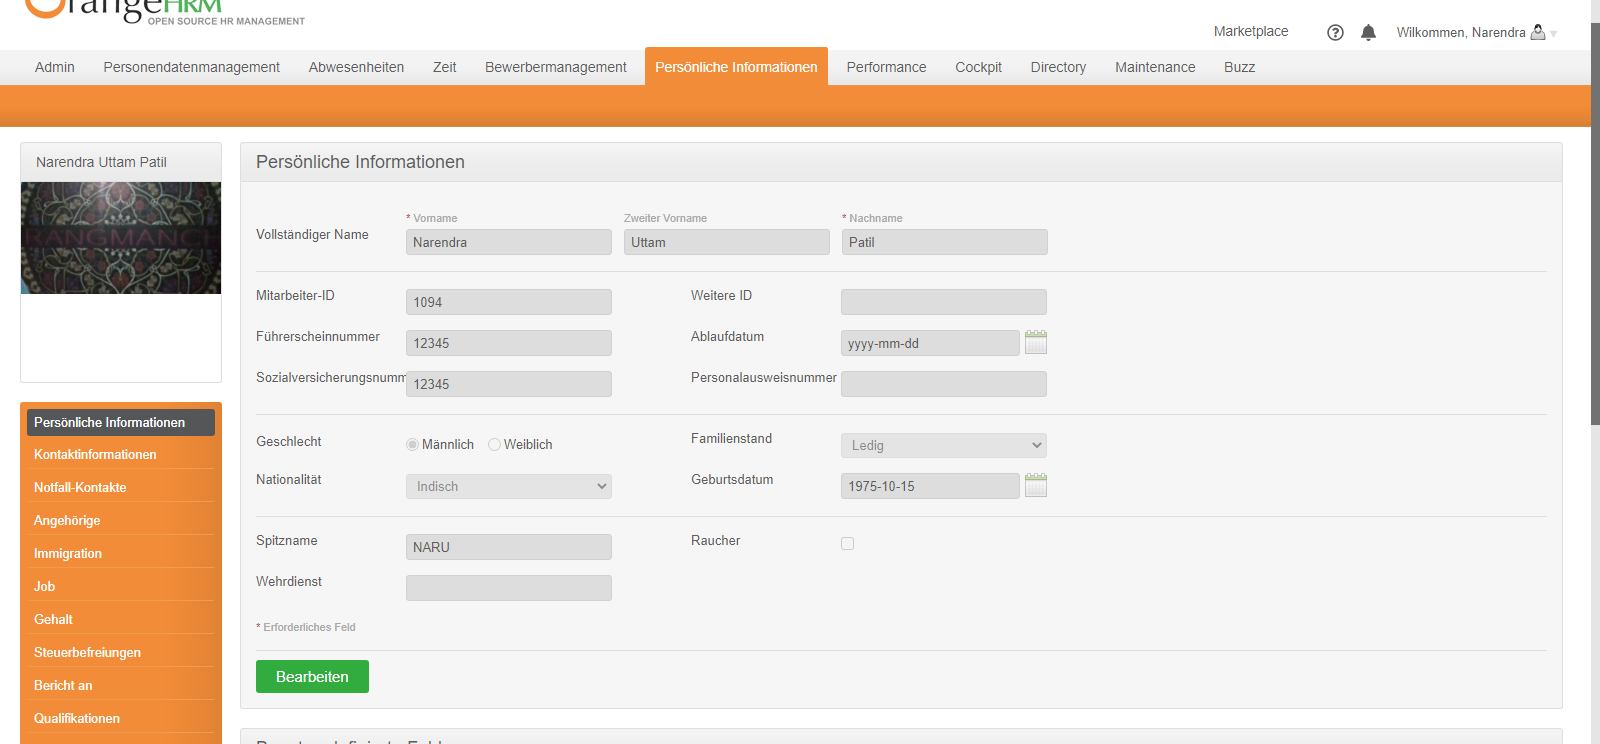 OrangeHRM
OPEN SOURCE HR MANAGEMENT
Marketplace
Wilkommen, Narendra
Admin Personendatenmanagement Abwesenheiten Zeit Bewerbermanagement Persönliche Informationen Performance Cockpit Directory Maintenance Buzz
Narendra Uttam Patil
RANGMANCH
Persönliche Informationen
* Vorname Zweiter Vorname * Nachname
Vollständiger Name Narendra Uttam Patil
Mitarbeiter-ID 1094 Weitere ID
Führerscheinnummer 12345 Ablaufdatum yyyy-mm-dd
Sozialversicherungsnumm 12345 Personalausweisnummer
Geschlecht Männlich Weiblich Familienstand Ledig
Nationalität Indisch Geburtsdatum 1975-10-15
Spitzname NARU Raucher
Wehrdienst
* Erforderliches Feld
Bearbeiten
Persönliche Informationen
Kontaktinformationen
Notfall-Kontakte
Angehörige
Immigration
Job
Gehalt
Steuerbefreiungen
Bericht an
Qualifikationen